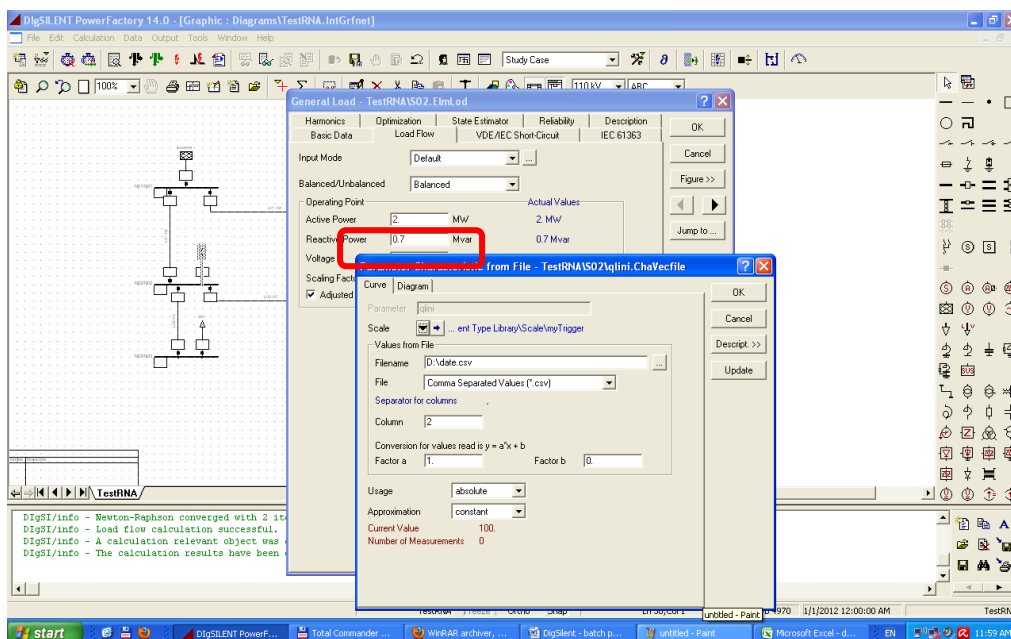 DIgSILENT PowerFactory 14.0 - [Graphic : Diagrams\TestRNA.IntGrfnet]
File Edit Calculation Data Output Tools Window Help
Study Case
100%
110 kV
ABC
General Load - TestRNA\S02.ElmLod
Harmonics Optimization State Estimator Reliability Description
Basic Data Load Flow VDE/IEC Short-Circuit IEC 61363
OK
Cancel
Figure >>
Jump to ...
Input Mode Default ...
Balanced/Unbalanced Balanced
Operating Point Actual Values
Active Power 2. MW 2. MW
Reactive Power 0.7 Mvar 0.7 Mvar
Voltage
Scaling Facto
Adjusted
from File - TestRNA\S02\qlini.ChaVecfile
Curve Diagram
OK
Cancel
Descript. >>
Update
Parameter qlini
Scale ... ent Type Library\Scale\myTrigger
Values from File
Filename D:\date.csv ...
File Comma Separated Values (*.csv)
Separator for columns
Column 2
Conversion for values read is y = a*x + b
Factor a 1. Factor b 0.
Usage absolute
Approximation constant
Current Value 100.
Number of Measurements 0
TestRNA
DIgSI/info - Newton-Raphson converged with 2 it
DIgSI/info - Load flow calculation successful.
DIgSI/info - A calculation relevant object was
DIgSI/info - The calculation results have been
SVS
1/1/2012 12:00:00 AM TestRN
untitled - Paint
start DIgSILENT PowerF... Total Commander ... WinRAR archiver, ... DigSilent - batch p... untitled - Paint Microsoft Excel - d... EN 11:59 AM